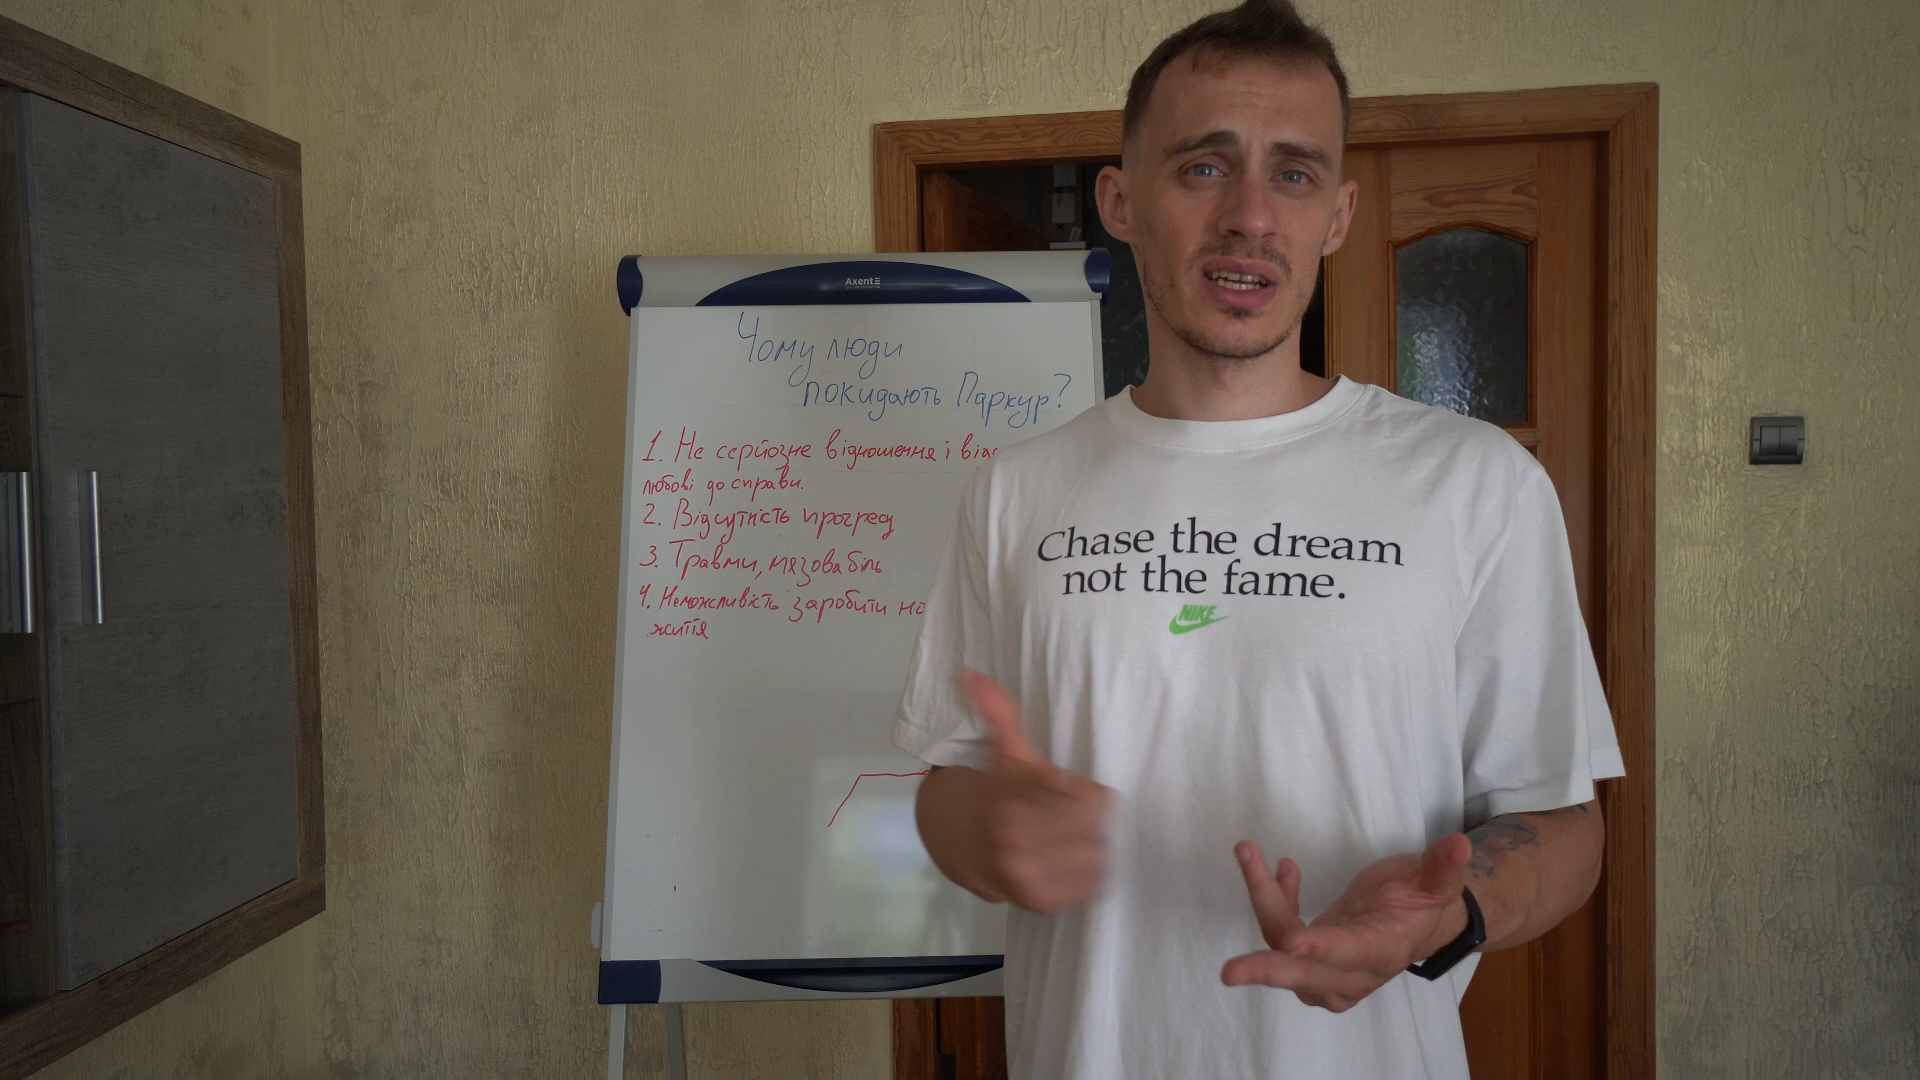 Axent
Чому люди
покидають Паркур?
1. Не серйозне відношення і від
любові до справи.
2. Відсутність прогресу
3. Травми, мязова біль
4. Неможливість заробити на
життя
Chase the dream
not the fame.
NIKE